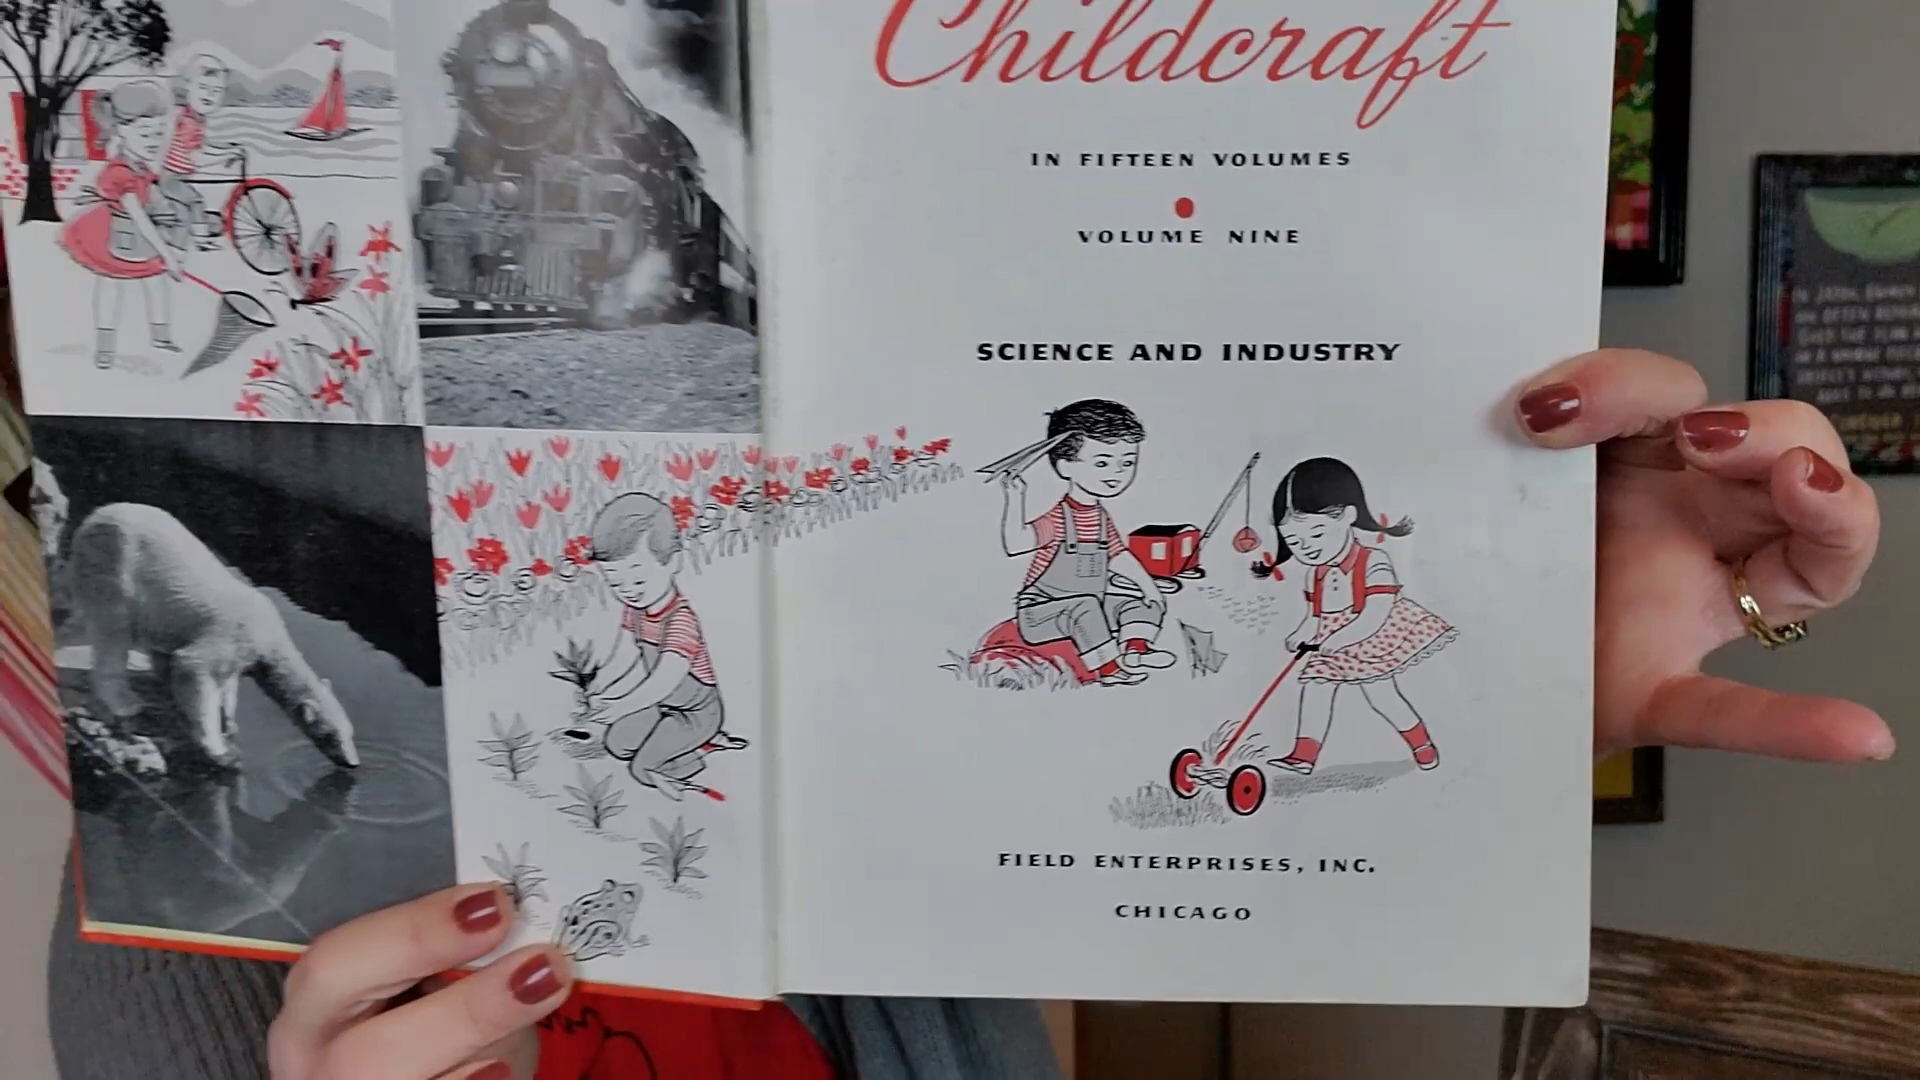 Childcraft
IN FIFTEEN VOLUMES
VOLUME NINE
SCIENCE AND INDUSTRY
FIELD ENTERPRISES, INC.
CHICAGO